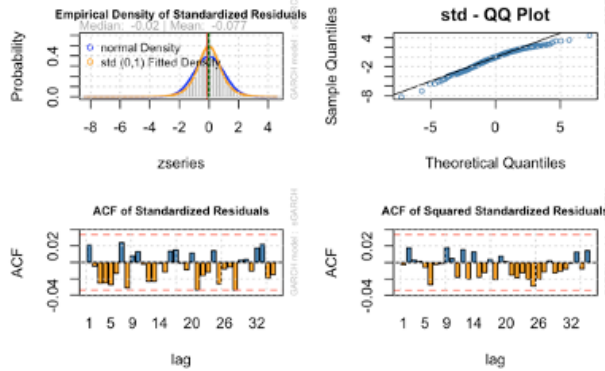 Empirical Density of Standardized Residuals
Median: -0.02 | Mean: -0.077
normal Density
std (0,1) Fitted Density
Probability
0.0 0.4
-8 -6 -4 -2 0 2 4
zseries
GARCH model : sGARCH
std - QQ Plot
Sample Quantiles
-8 -2 4
-5 0 5
Theoretical Quantiles
ACF of Standardized Residuals
ACF
-0.04 0.02
1 5 9 14 20 26 32
lag
GARCH model : sGARCH
ACF of Squared Standardized Residuals
ACF
-0.04 0.02
1 5 9 14 20 26 32
lag